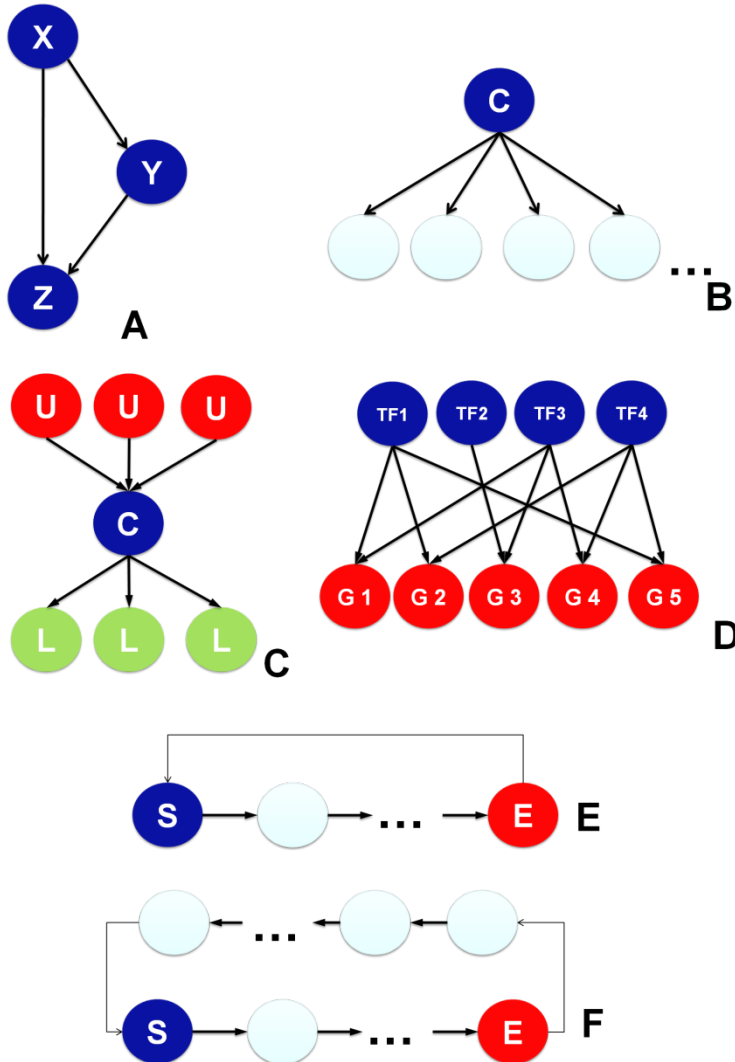 X
Y
Z
A
C
...
B
U U U
C
L L L
C
TF1 TF2 TF3 TF4
G 1 G 2 G 3 G 4 G 5
D
S ... E
E
...
S ... E
F